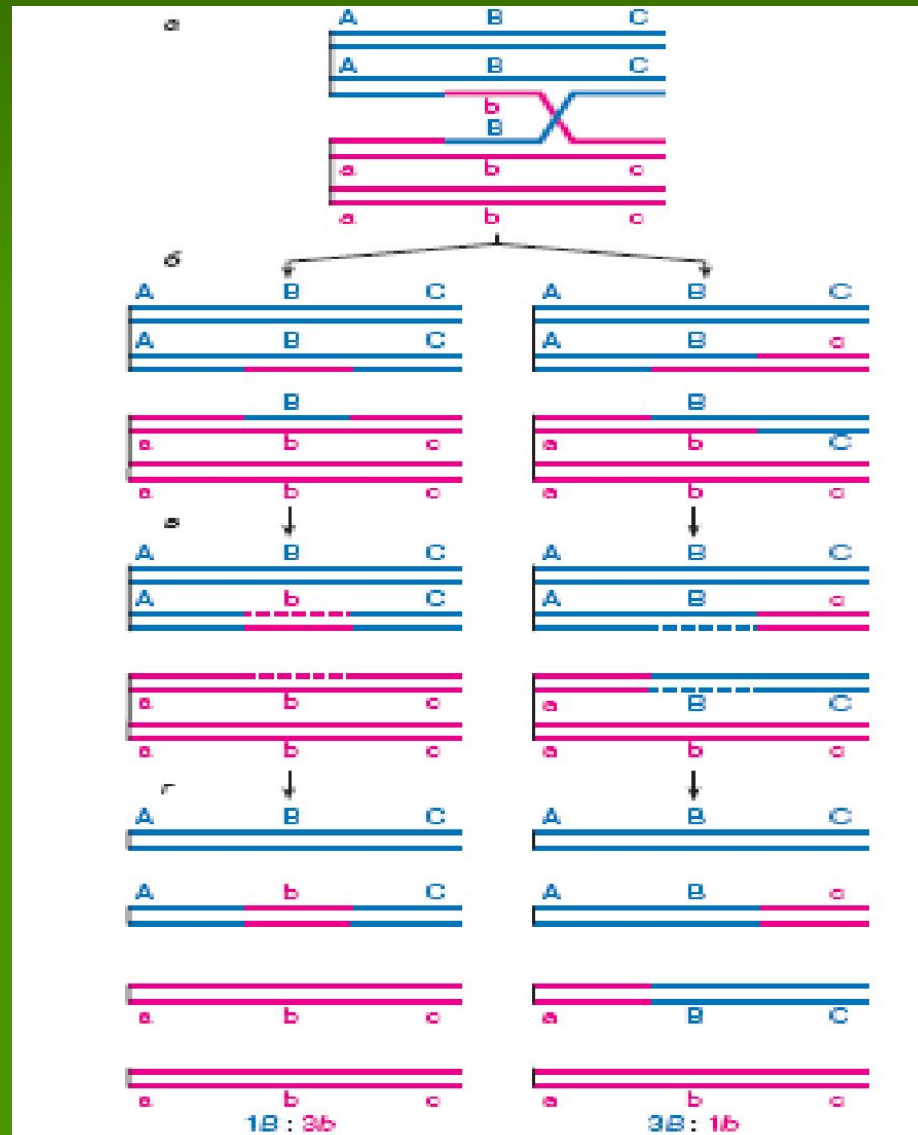 а
A B C
A B C
b
B
a b c
a b c
б
A B C A B C
A B C A B c
B B
a b c a b C
a b c a b c
в
A B C A B C
A b C A B c
a b c a B C
a b c a b c
г
A B C A B C
A b C A B c
a b c a B C
a b c a b c
1B : 3b 3B : 1b